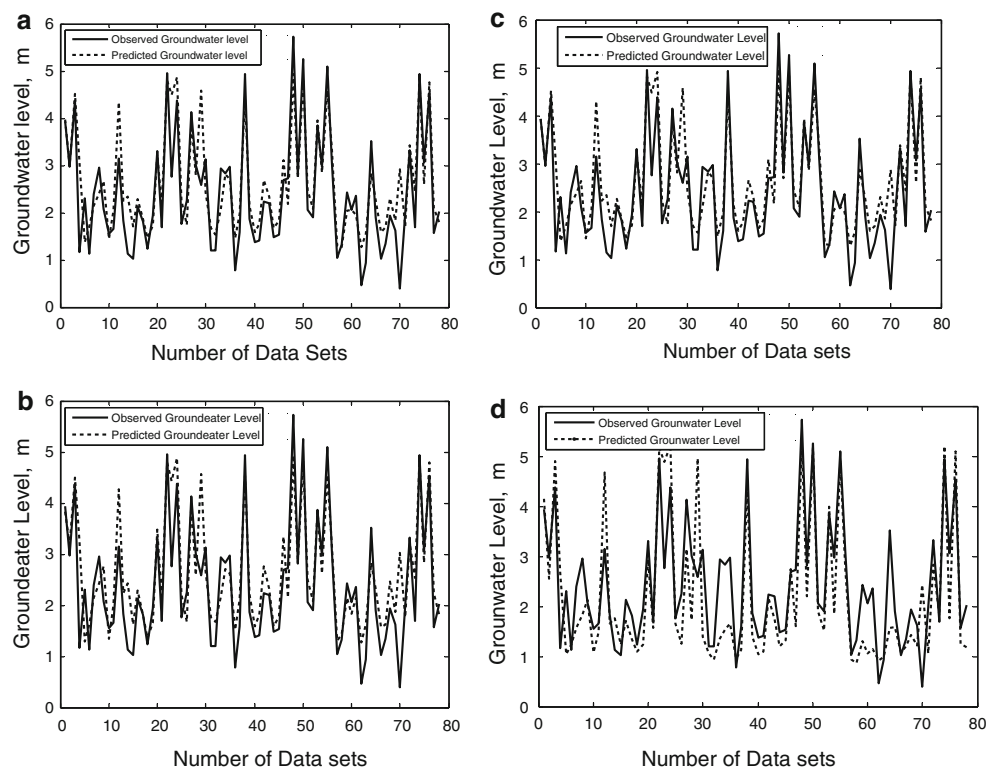 a
Observed Groundwater level
Predicted Groundwater level
Groundwater level, m
6
5
4
3
2
1
0
0 10 20 30 40 50 60 70 80
Number of Data Sets
c
Observed Groundwater Level
Predicted Groundwater Level
Groundwater Level, m
6
5
4
3
2
1
0
0 10 20 30 40 50 60 70 80
Number of Data sets
b
Observed Groundeater Level
Predicted Groundeater Level
Groundeater Level, m
6
5
4
3
2
1
0
0 10 20 30 40 50 60 70 80
Number of Data sets
d
Observed Grounwater Level
Predicted Grounwater Level
Grounwater Level, m
6
5
4
3
2
1
0
0 10 20 30 40 50 60 70 80
Number of Data sets